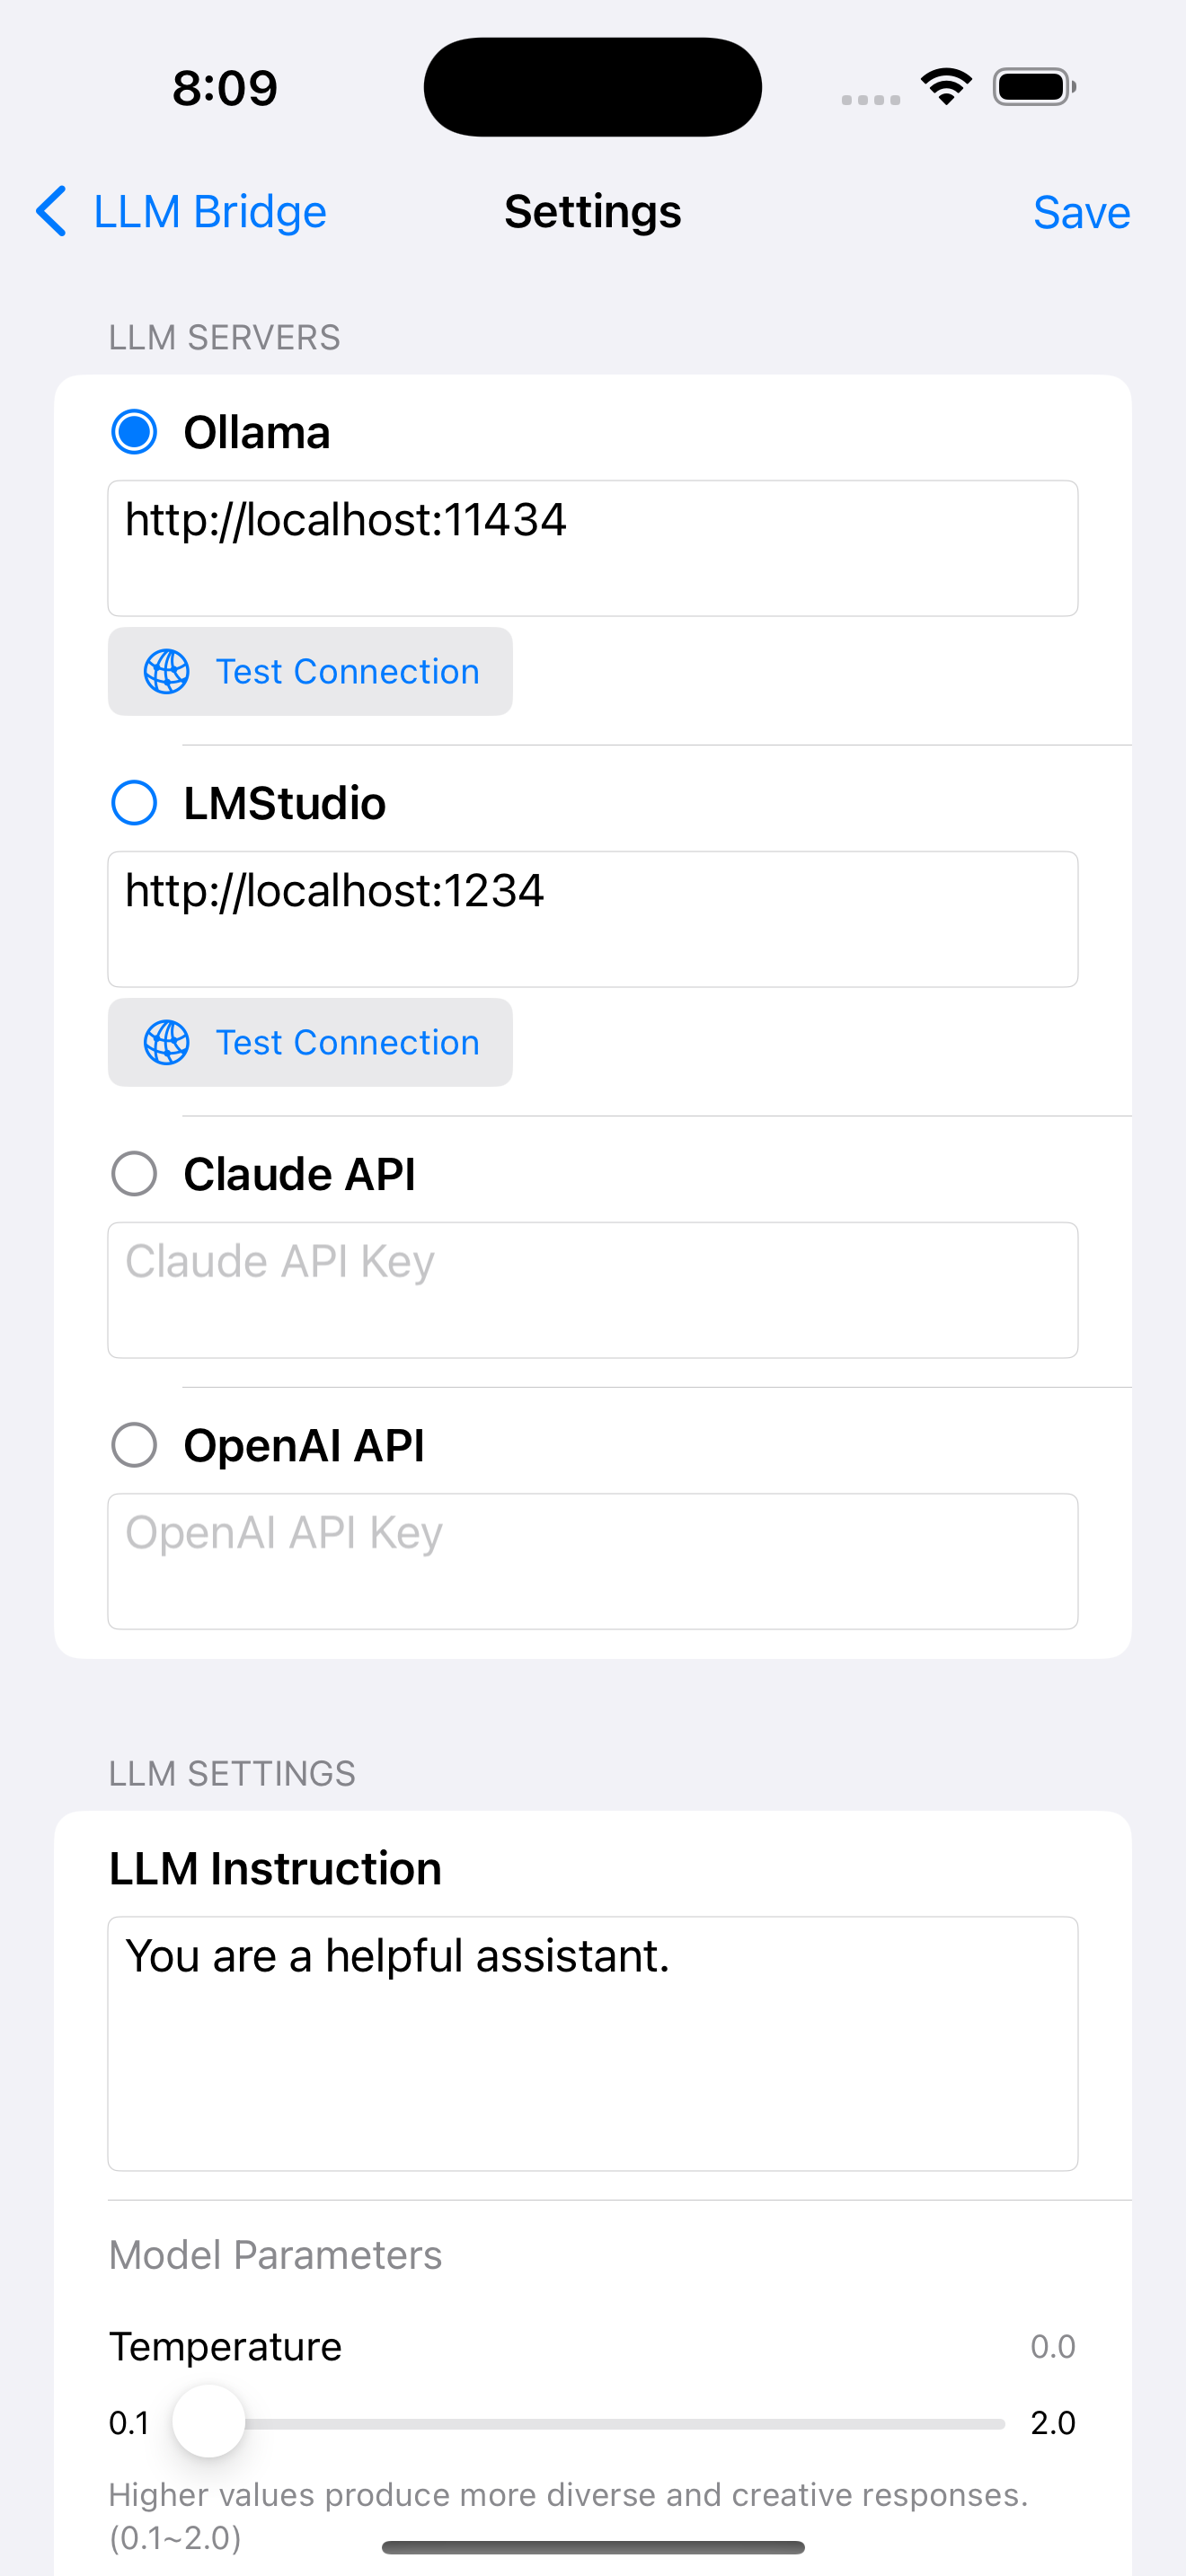 8:09
LLM Bridge
Settings
Save
LLM SERVERS
Ollama
http://localhost:11434
Test Connection
LMStudio
http://localhost:1234
Test Connection
Claude API
Claude API Key
OpenAI API
OpenAI API Key
LLM SETTINGS
LLM Instruction
You are a helpful assistant.
Model Parameters
Temperature
0.0
0.1
2.0
Higher values produce more diverse and creative responses.
(0.1~2.0)